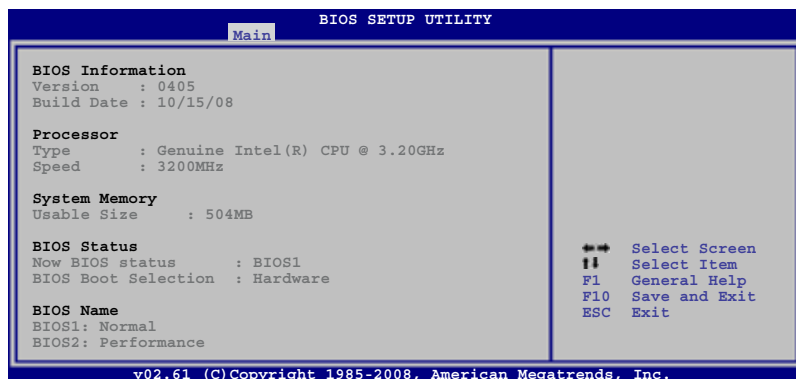 BIOS SETUP UTILITY
Main
BIOS Information
Version : 0405
Build Date : 10/15/08
Processor
Type : Genuine Intel(R) CPU @ 3.20GHz
Speed : 3200MHz
System Memory
Usable Size : 504MB
BIOS Status
Now BIOS status : BIOS1
BIOS Boot Selection : Hardware
BIOS Name
BIOS1: Normal
BIOS2: Performance
←→ Select Screen
↑↓ Select Item
F1 General Help
F10 Save and Exit
ESC Exit
v02.61 (C)Copyright 1985-2008, American Megatrends, Inc.